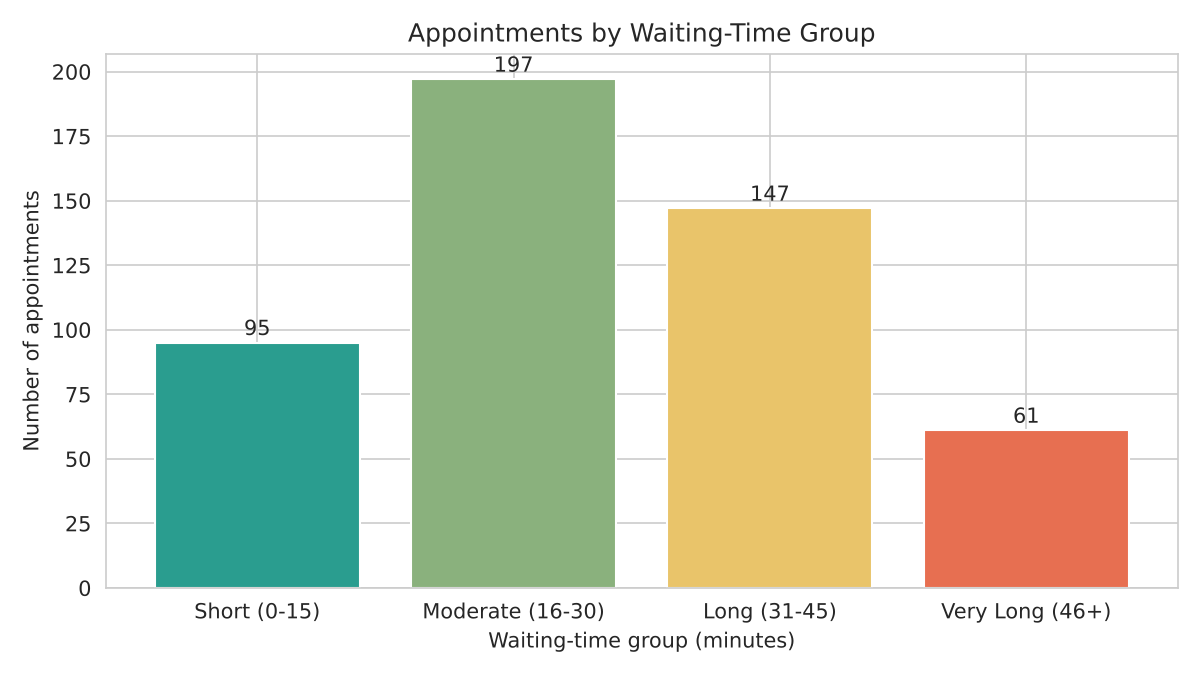 Appointments by Waiting-Time Group
Number of appointments
200
175
150
125
100
75
50
25
0
95
197
147
61
Short (0-15)
Moderate (16-30)
Long (31-45)
Very Long (46+)
Waiting-time group (minutes)